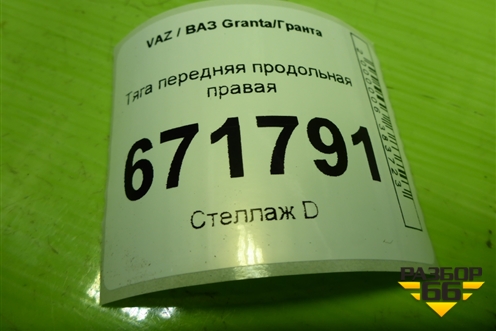 VAZ / ВАЗ Granta/Гранта
Тяга передняя продольная
правая
671791
Стеллаж D
РАЗБОР
66